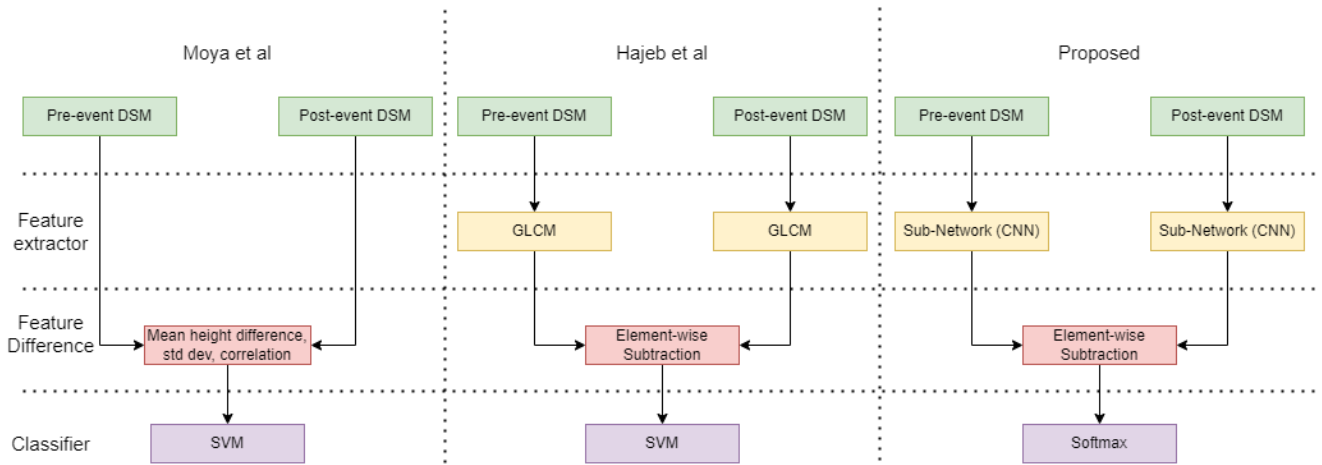 Moya et al
Hajeb et al
Proposed
Pre-event DSM
Post-event DSM
Pre-event DSM
Post-event DSM
Pre-event DSM
Post-event DSM
Feature
extractor
GLCM
GLCM
Sub-Network (CNN)
Sub-Network (CNN)
Feature
Difference
Mean height difference,
std dev, correlation
Element-wise
Subtraction
Element-wise
Subtraction
Classifier
SVM
SVM
Softmax